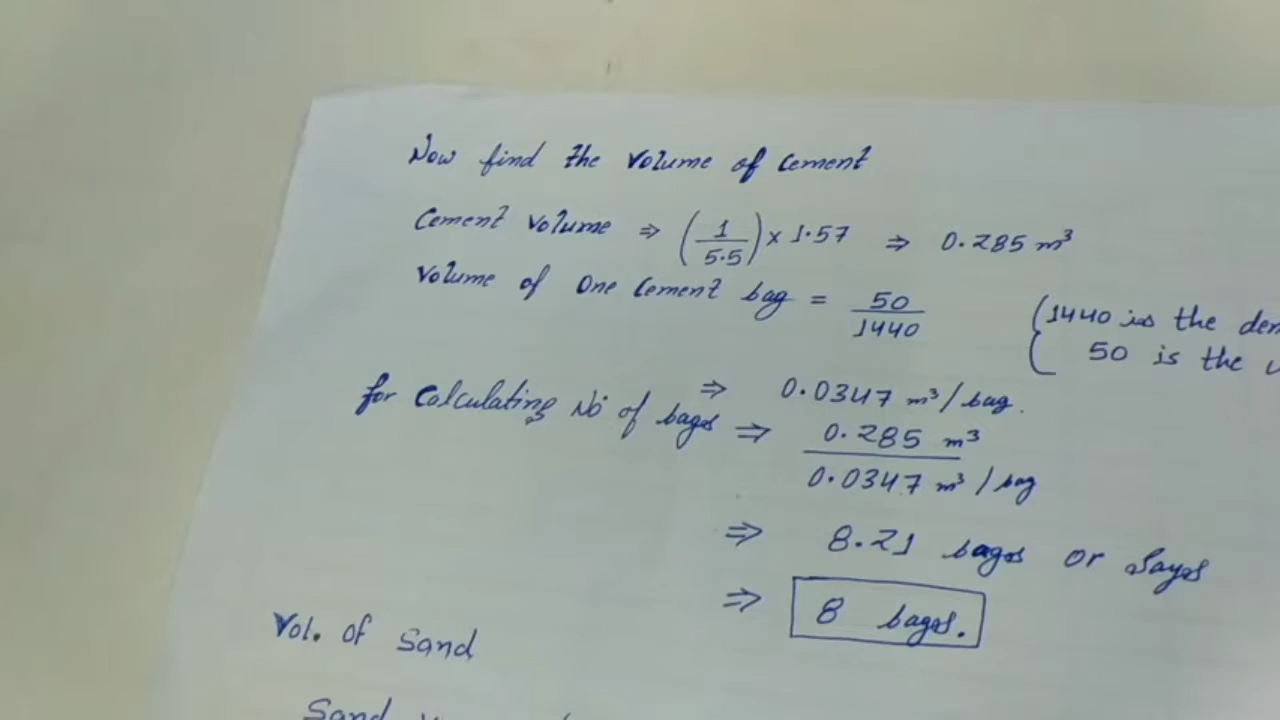 Now find the Volume of Cement
Cement Volume ⇒ (1/5.5) × 1.57 ⇒ 0.285 m³
Volume of One Cement bag = 50/1440 (1440 is the
50 is the
⇒ 0.0347 m³/bag.
for Calculating No of bags ⇒ 0.285 m³
0.0347 m³/bag
⇒ 8.21 bags or Says
⇒ 8 bags.
Vol. Of Sand
Sand